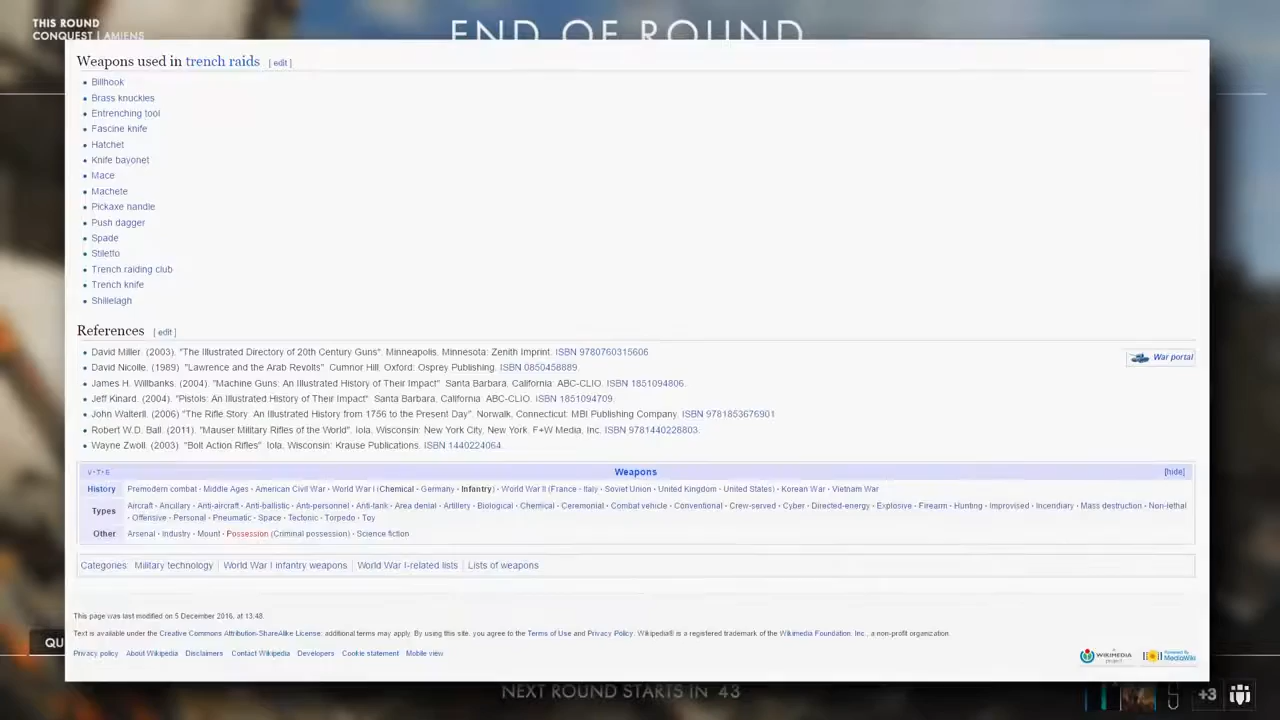 THIS ROUND
CONQUEST | AMIENS
END OF ROUND
Weapons used in trench raids [ edit ]
Billhook
Brass knuckles
Entrenching tool
Fascine knife
Hatchet
Knife bayonet
Mace
Machete
Pickaxe handle
Push dagger
Spade
Stiletto
Trench raiding club
Trench knife
Shillelagh
References [ edit ]
David Miller. (2003). "The Illustrated Directory of 20th Century Guns". Minneapolis. Minnesota: Zenith Imprint. ISBN 9780760315606
David Nicolle. (1989) "Lawrence and the Arab Revolts" Cumnor Hill. Oxford: Osprey Publishing. ISBN 0850458889.
James H. Willbanks. (2004). "Machine Guns: An Illustrated History of Their Impact" Santa Barbara, California ABC-CLIO. ISBN 1851094806.
Jeff Kinard. (2004). "Pistols: An Illustrated History of Their Impact" Santa Barbara, California ABC-CLIO. ISBN 1851094709.
John Walterll. (2006) "The Rifle Story. An Illustrated History from 1756 to the Present Day". Norwalk, Connecticut: MBI Publishing Company. ISBN 9781853676901
Robert W.D. Ball. (2011). "Mauser Military Rifles of the World". Iola. Wisconsin: New York City, New York. F+W Media, Inc. ISBN 9781440228803.
Wayne Zwoll. (2003) "Bolt Action Rifles" Iola. Wisconsin: Krause Publications. ISBN 1440224064.
War portal
V·T·E Weapons [hide]
History Premodern combat · Middle Ages · American Civil War · World War I (Chemical · Germany · Infantry) · World War II (France · Italy · Soviet Union · United Kingdom · United States) · Korean War · Vietnam War
Types Aircraft · Ancillary · Anti-aircraft · Anti-ballistic · Anti-personnel · Anti-tank · Area denial · Artillery · Biological · Chemical · Ceremonial · Combat vehicle · Conventional · Crew-served · Cyber · Directed-energy · Explosive · Firearm · Hunting · Improvised · Incendiary · Mass destruction · Non-lethal
· Offensive · Personal · Pneumatic · Space · Tectonic · Torpedo · Toy
Other Arsenal · Industry · Mount · Possession (Criminal possession) · Science fiction
Categories: Military technology | World War I infantry weapons | World War I-related lists | Lists of weapons
This page was last modified on 5 December 2016, at 13:48.
Text is available under the Creative Commons Attribution-ShareAlike License; additional terms may apply. By using this site, you agree to the Terms of Use and Privacy Policy. Wikipedia® is a registered trademark of the Wikimedia Foundation, Inc., a non-profit organization.
Privacy policy About Wikipedia Disclaimers Contact Wikipedia Developers Cookie statement Mobile view
A WIKIMEDIA project
Powered By MediaWiki
QU
NEXT ROUND STARTS IN 43
+3